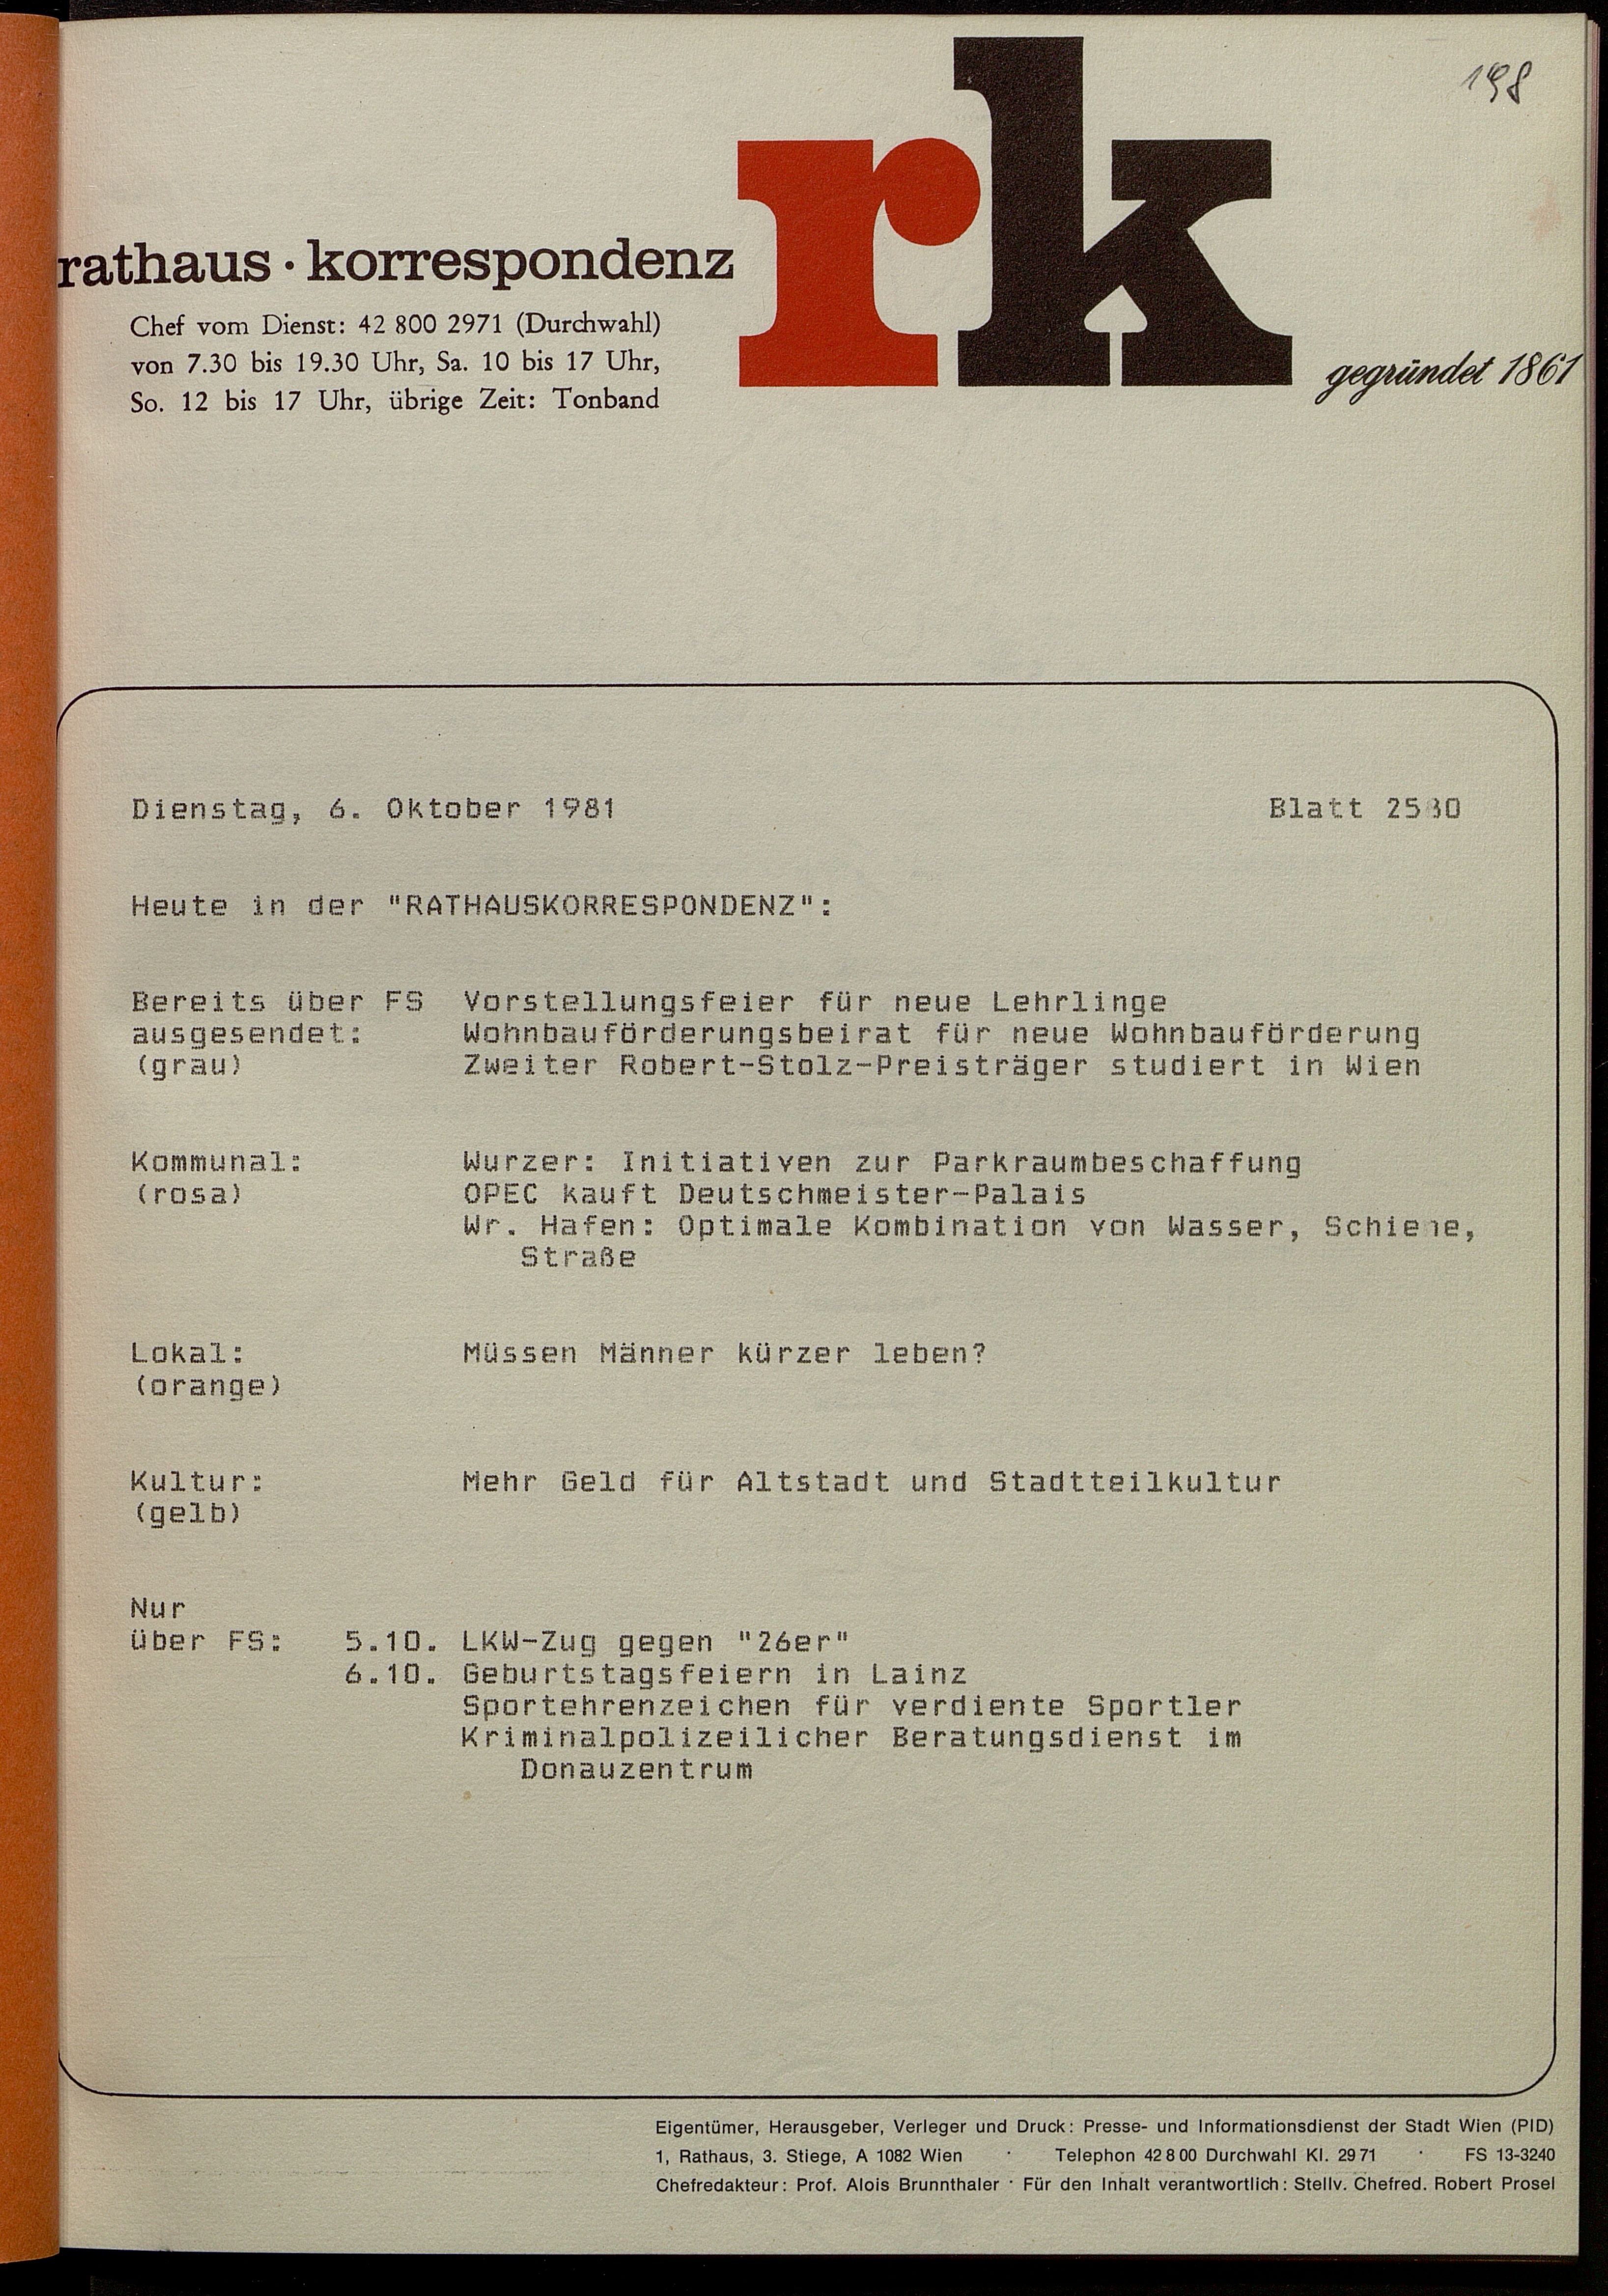 198
rk
rathaus · korrespondenz
Chef vom Dienst: 42 800 2971 (Durchwahl)
von 7.30 bis 19.30 Uhr, Sa. 10 bis 17 Uhr,
So. 12 bis 17 Uhr, übrige Zeit: Tonband
gegründet 1861
Dienstag, 6. Oktober 1981 Blatt
Heute in der "RATHAUSKORRESPONDENZ":
Bereits über FS Vorstellungsfeier für neue Lehrlinge
ausgesendet: Wohnbauförderungsbeirat für neue Wohnbauförderung
(grau) Zweiter Robert-Stolz-Preisträger studiert in Wien
Kommunal: Wurzer: Initiativen zur Parkraumbeschaffung
(rosa) OPEC kauft Deutschmeister-Palais
Wr. Hafen: Optimale Kombination von Wasser, Schiene,
Straße
Lokal: Müssen Männer kürzer leben?
(orange)
Kultur: Mehr Geld für Altstadt und Stadtteilkultur
(gelb)
Nur
über FS: 5.10. LKW-Zug gegen "26er"
6.10. Geburtstagsfeiern in Lainz
Sportehrenzeichen für verdiente Sportler
Kriminalpolizeilicher Beratungsdienst im
Donauzentrum
Eigentümer, Herausgeber, Verleger und Druck: Presse- und Informationsdienst der Stadt Wien (PID)
1, Rathaus, 3. Stiege, A 1082 Wien · Telephon 42 8 00 Durchwahl Kl. 29 71 · FS 13-3240
Chefredakteur: Prof. Alois Brunnthaler · Für den Inhalt verantwortlich: Stellv. Chefred. Robert Prosel